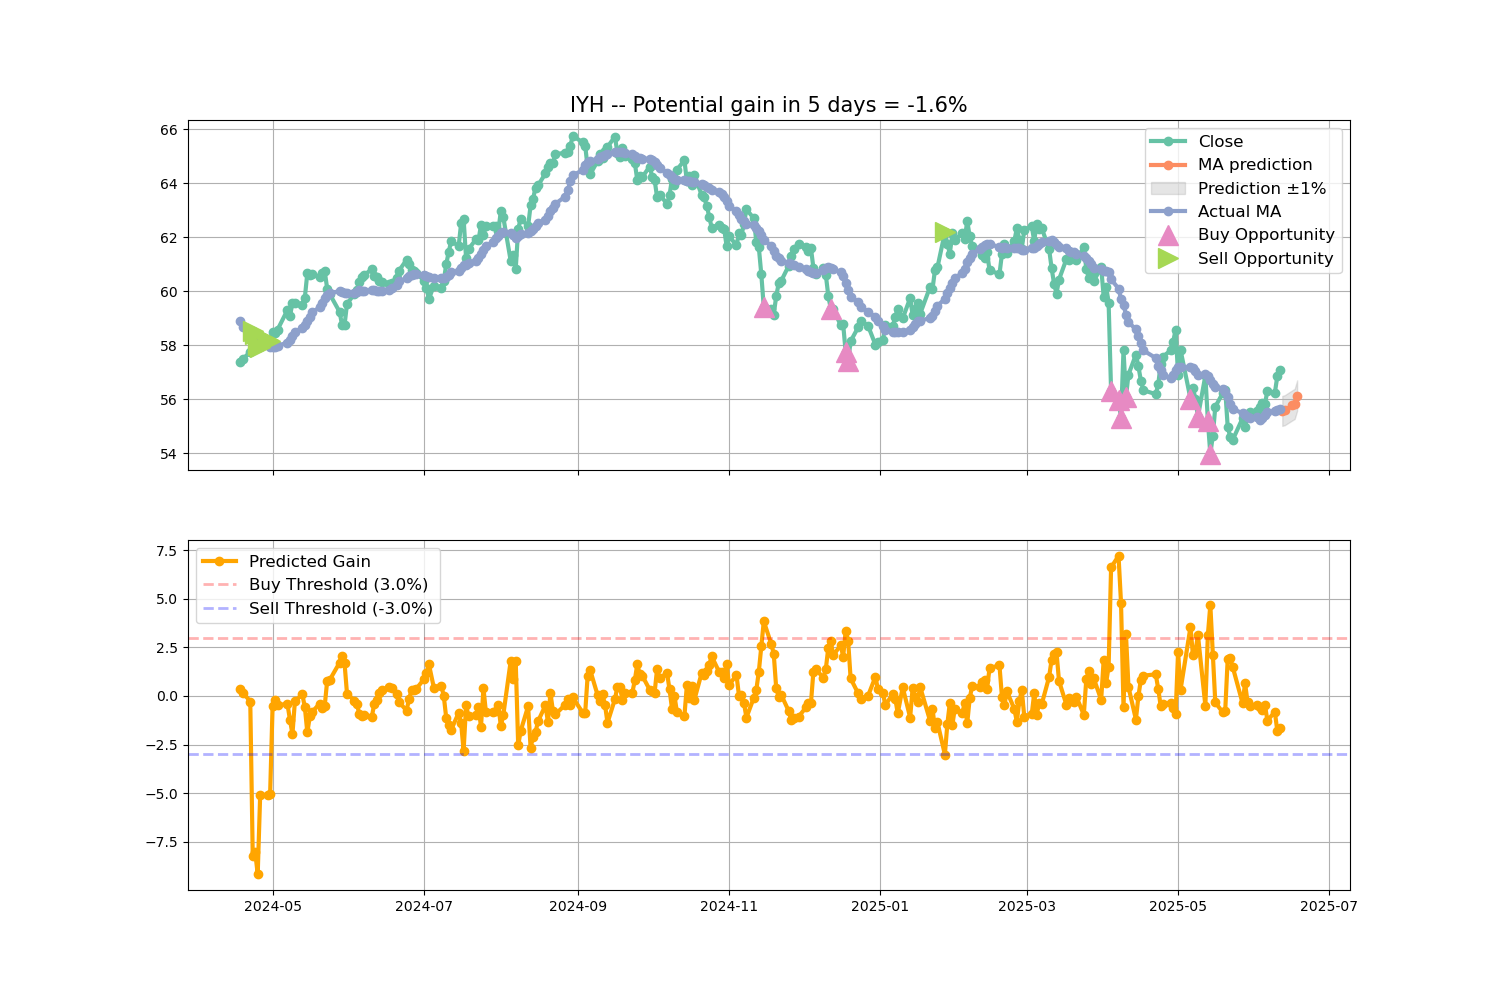 IYH -- Potential gain in 5 days = -1.6%
66
64
62
60
58
56
54
Close
MA prediction
Prediction ±1%
Actual MA
Buy Opportunity
Sell Opportunity
7.5
5.0
2.5
0.0
−2.5
−5.0
−7.5
Predicted Gain
Buy Threshold (3.0%)
Sell Threshold (-3.0%)
2024-05
2024-07
2024-09
2024-11
2025-01
2025-03
2025-05
2025-07